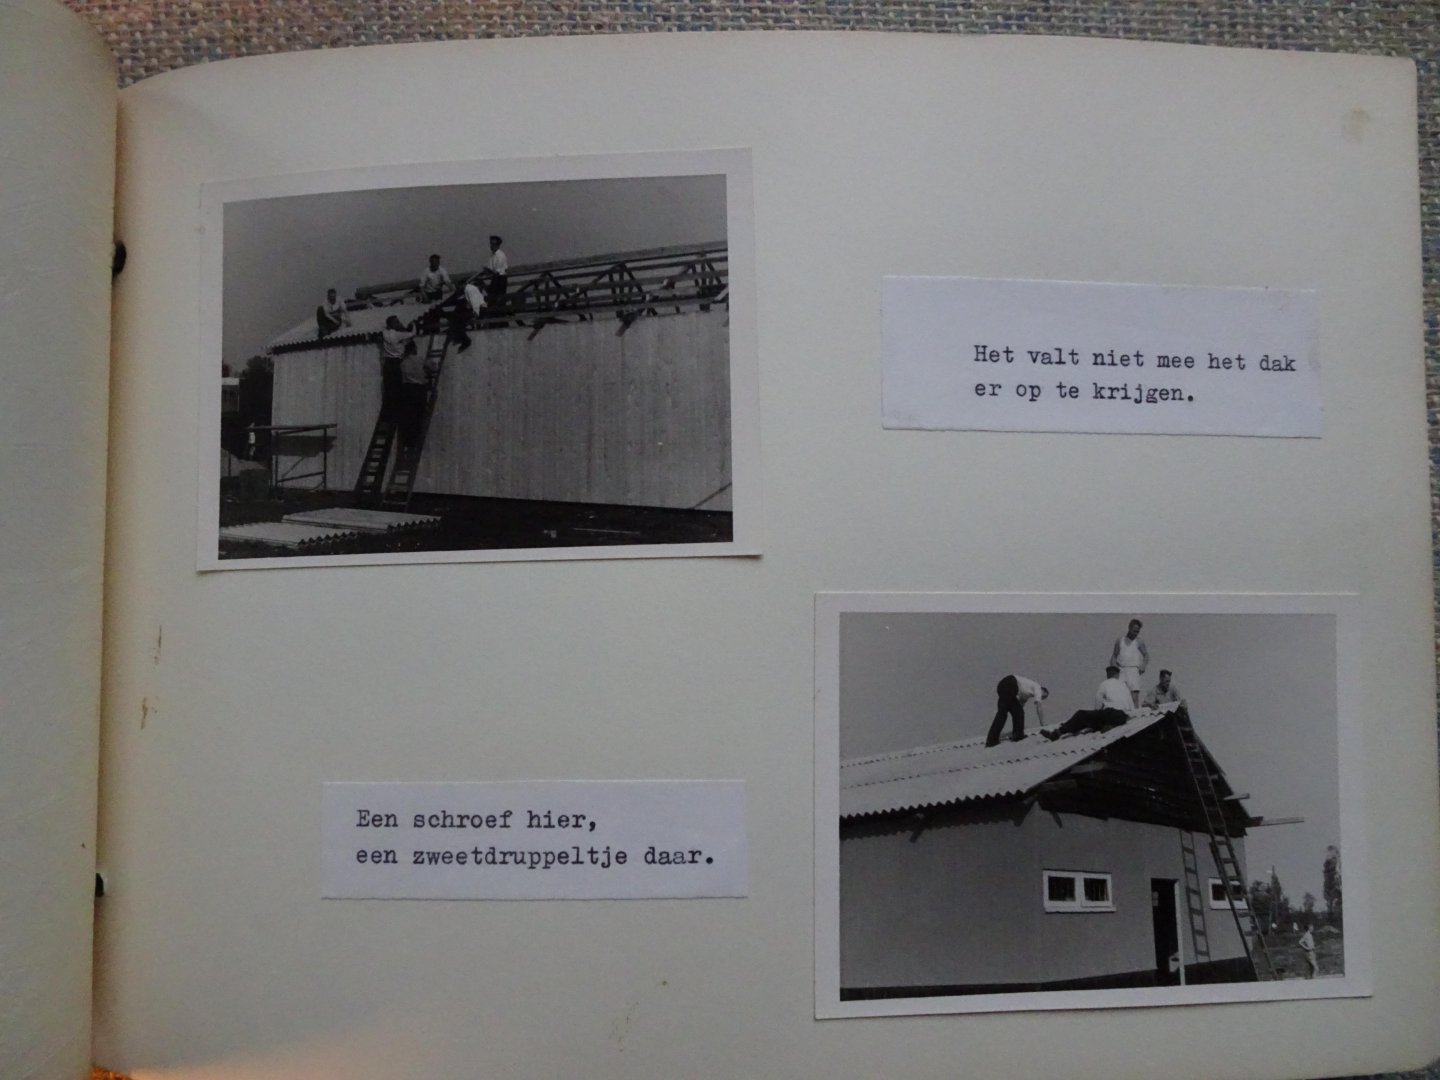 Het valt niet mee het dak
er op te krijgen.
Een schroef hier,
een zweetdruppeltje daar.